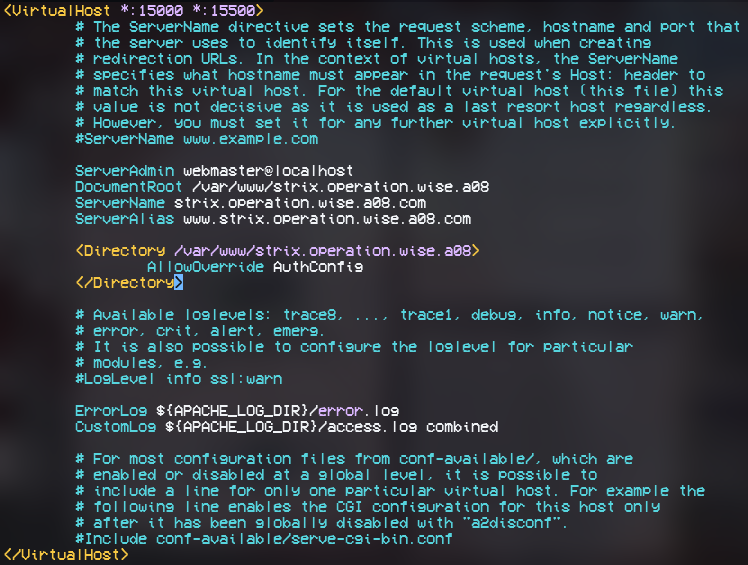 <VirtualHost *:15000 *:15500>
# The ServerName directive sets the request scheme, hostname and port that
# the server uses to identify itself. This is used when creating
# redirection URLs. In the context of virtual hosts, the ServerName
# specifies what hostname must appear in the request's Host: header to
# match this virtual host. For the default virtual host (this file) this
# value is not decisive as it is used as a last resort host regardless.
# However, you must set it for any further virtual host explicitly.
#ServerName www.example.com
ServerAdmin webmaster@localhost
DocumentRoot /var/www/strix.operation.wise.a08
ServerName strix.operation.wise.a08.com
ServerAlias www.strix.operation.wise.a08.com
<Directory /var/www/strix.operation.wise.a08>
AllowOverride AuthConfig
</Directory>
# Available loglevels: trace8, ..., trace1, debug, info, notice, warn,
# error, crit, alert, emerg.
# It is also possible to configure the loglevel for particular
# modules, e.g.
#LogLevel info ssl:warn
ErrorLog ${APACHE_LOG_DIR}/error.log
CustomLog ${APACHE_LOG_DIR}/access.log combined
# For most configuration files from conf-available/, which are
# enabled or disabled at a global level, it is possible to
# include a line for only one particular virtual host. For example the
# following line enables the CGI configuration for this host only
# after it has been globally disabled with "a2disconf".
#Include conf-available/serve-cgi-bin.conf
</VirtualHost>